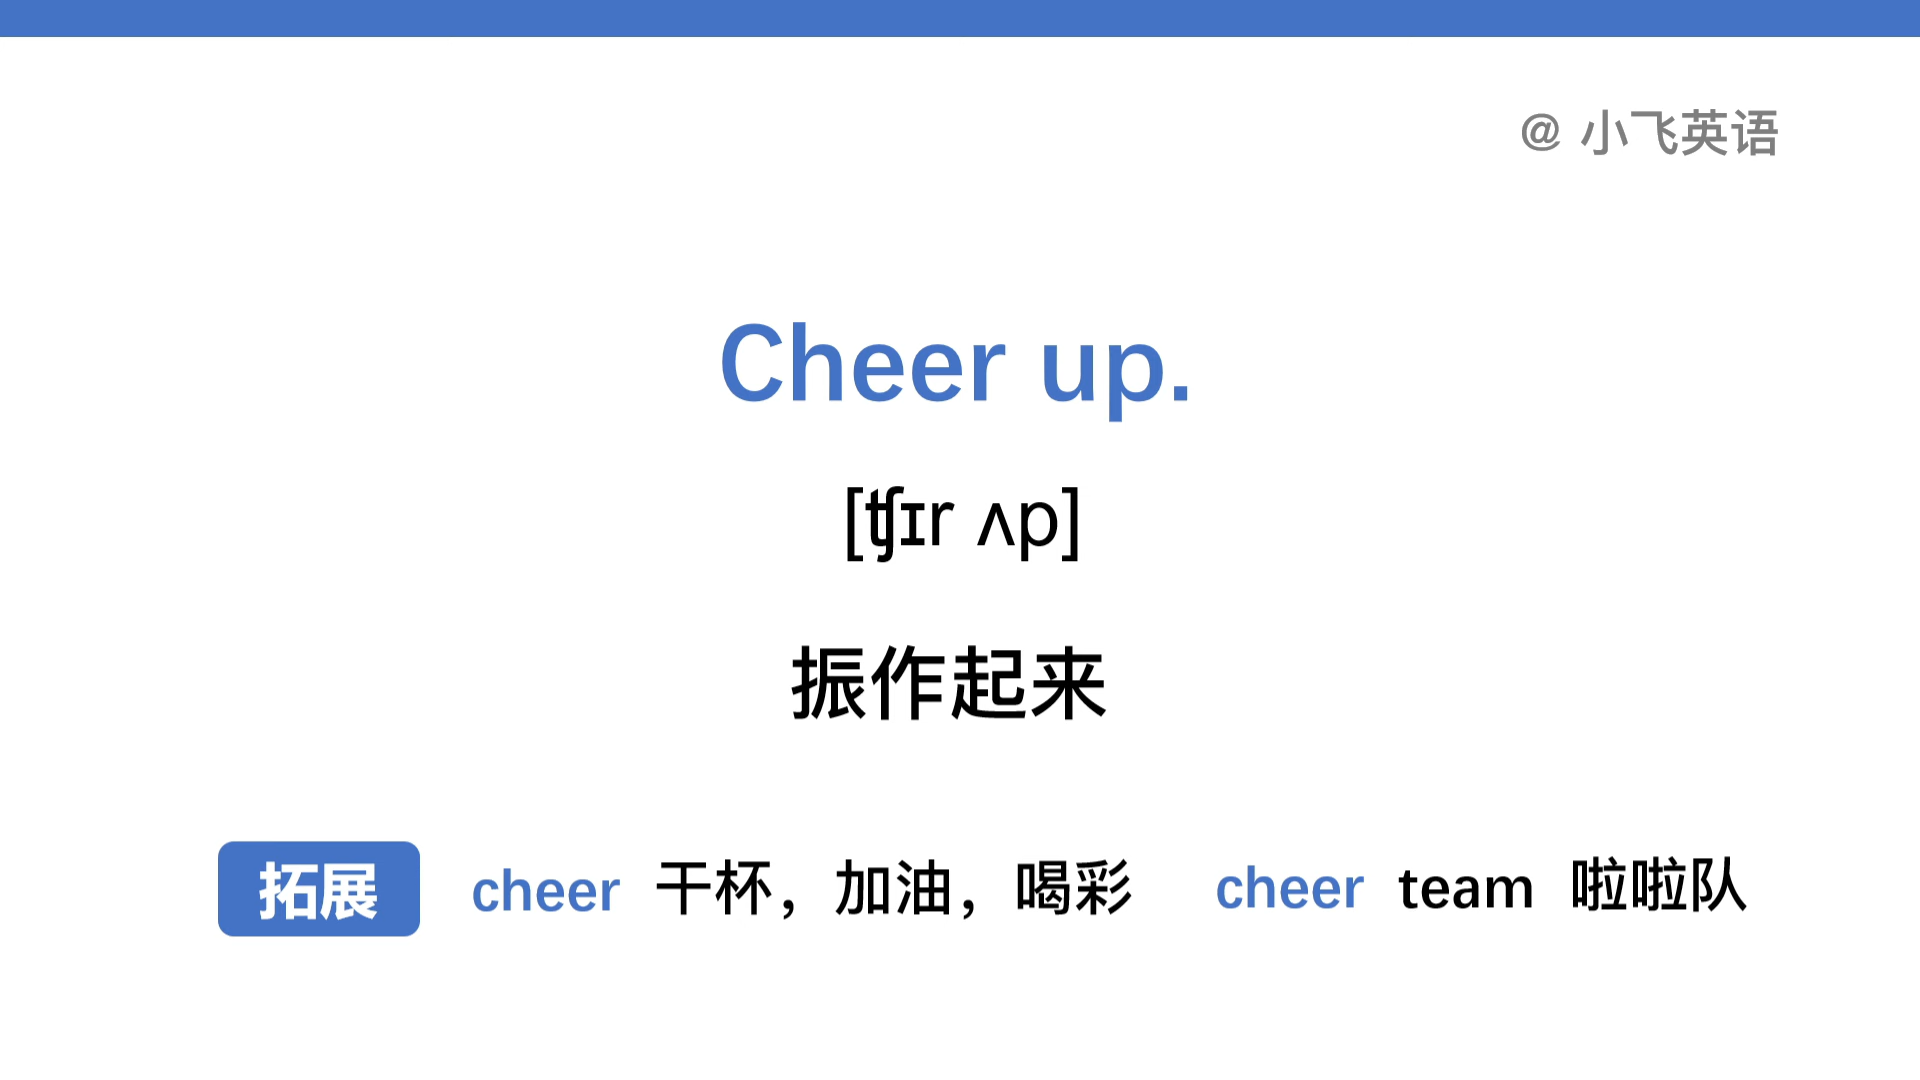 @ 小飞英语
Cheer up.
[ʧɪr ʌp]
振作起来
拓展 cheer 干杯，加油，喝彩 cheer team 啦啦队